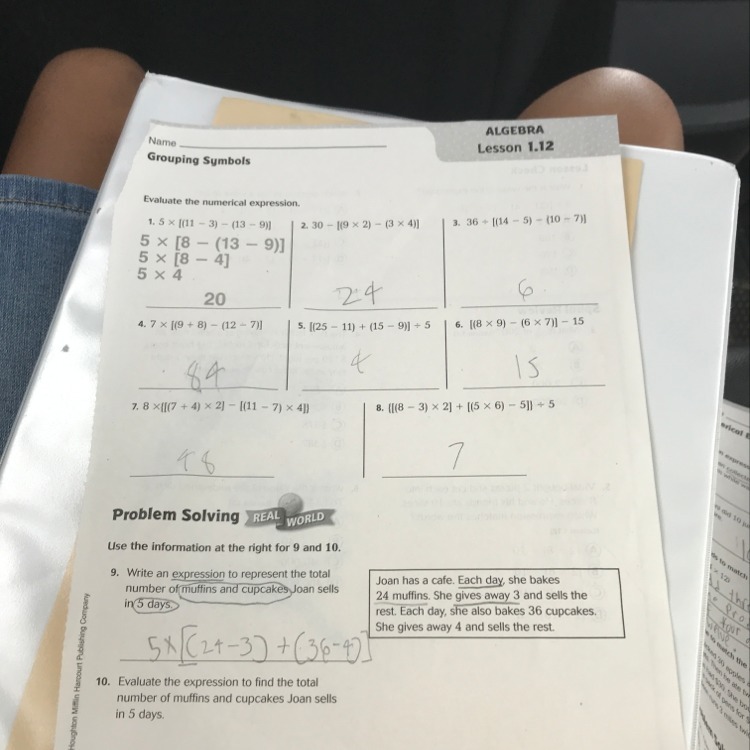 ALGEBRA
Name
Lesson 1.12
Grouping Symbols
Evaluate the numerical expression.
1. 5 × [(11 − 3) − (13 − 9)]
5 × [8 − (13 − 9)]
5 × [8 − 4]
5 × 4
20
2. 30 − [(9 × 2) − (3 × 4)]
24
3. 36 ÷ [(14 − 5) − (10 − 7)]
6
4. 7 × [(9 + 8) − (12 − 7)]
84
5. [(25 − 11) + (15 − 9)] ÷ 5
4
6. [(8 × 9) − (6 × 7)] − 15
15
7. 8 ×{[(7 + 4) × 2] − [(11 − 7) × 4]}
48
8. {[(8 − 3) × 2] + [(5 × 6) − 5]} ÷ 5
7
Problem Solving REAL WORLD
Use the information at the right for 9 and 10.
9. Write an expression to represent the total
number of muffins and cupcakes Joan sells
in 5 days.
5×[(24-3)+(36-4)]
Joan has a cafe. Each day, she bakes
24 muffins. She gives away 3 and sells the
rest. Each day, she also bakes 36 cupcakes.
She gives away 4 and sells the rest.
10. Evaluate the expression to find the total
number of muffins and cupcakes Joan sells
in 5 days.
Houghton Mifflin Harcourt Publishing Company